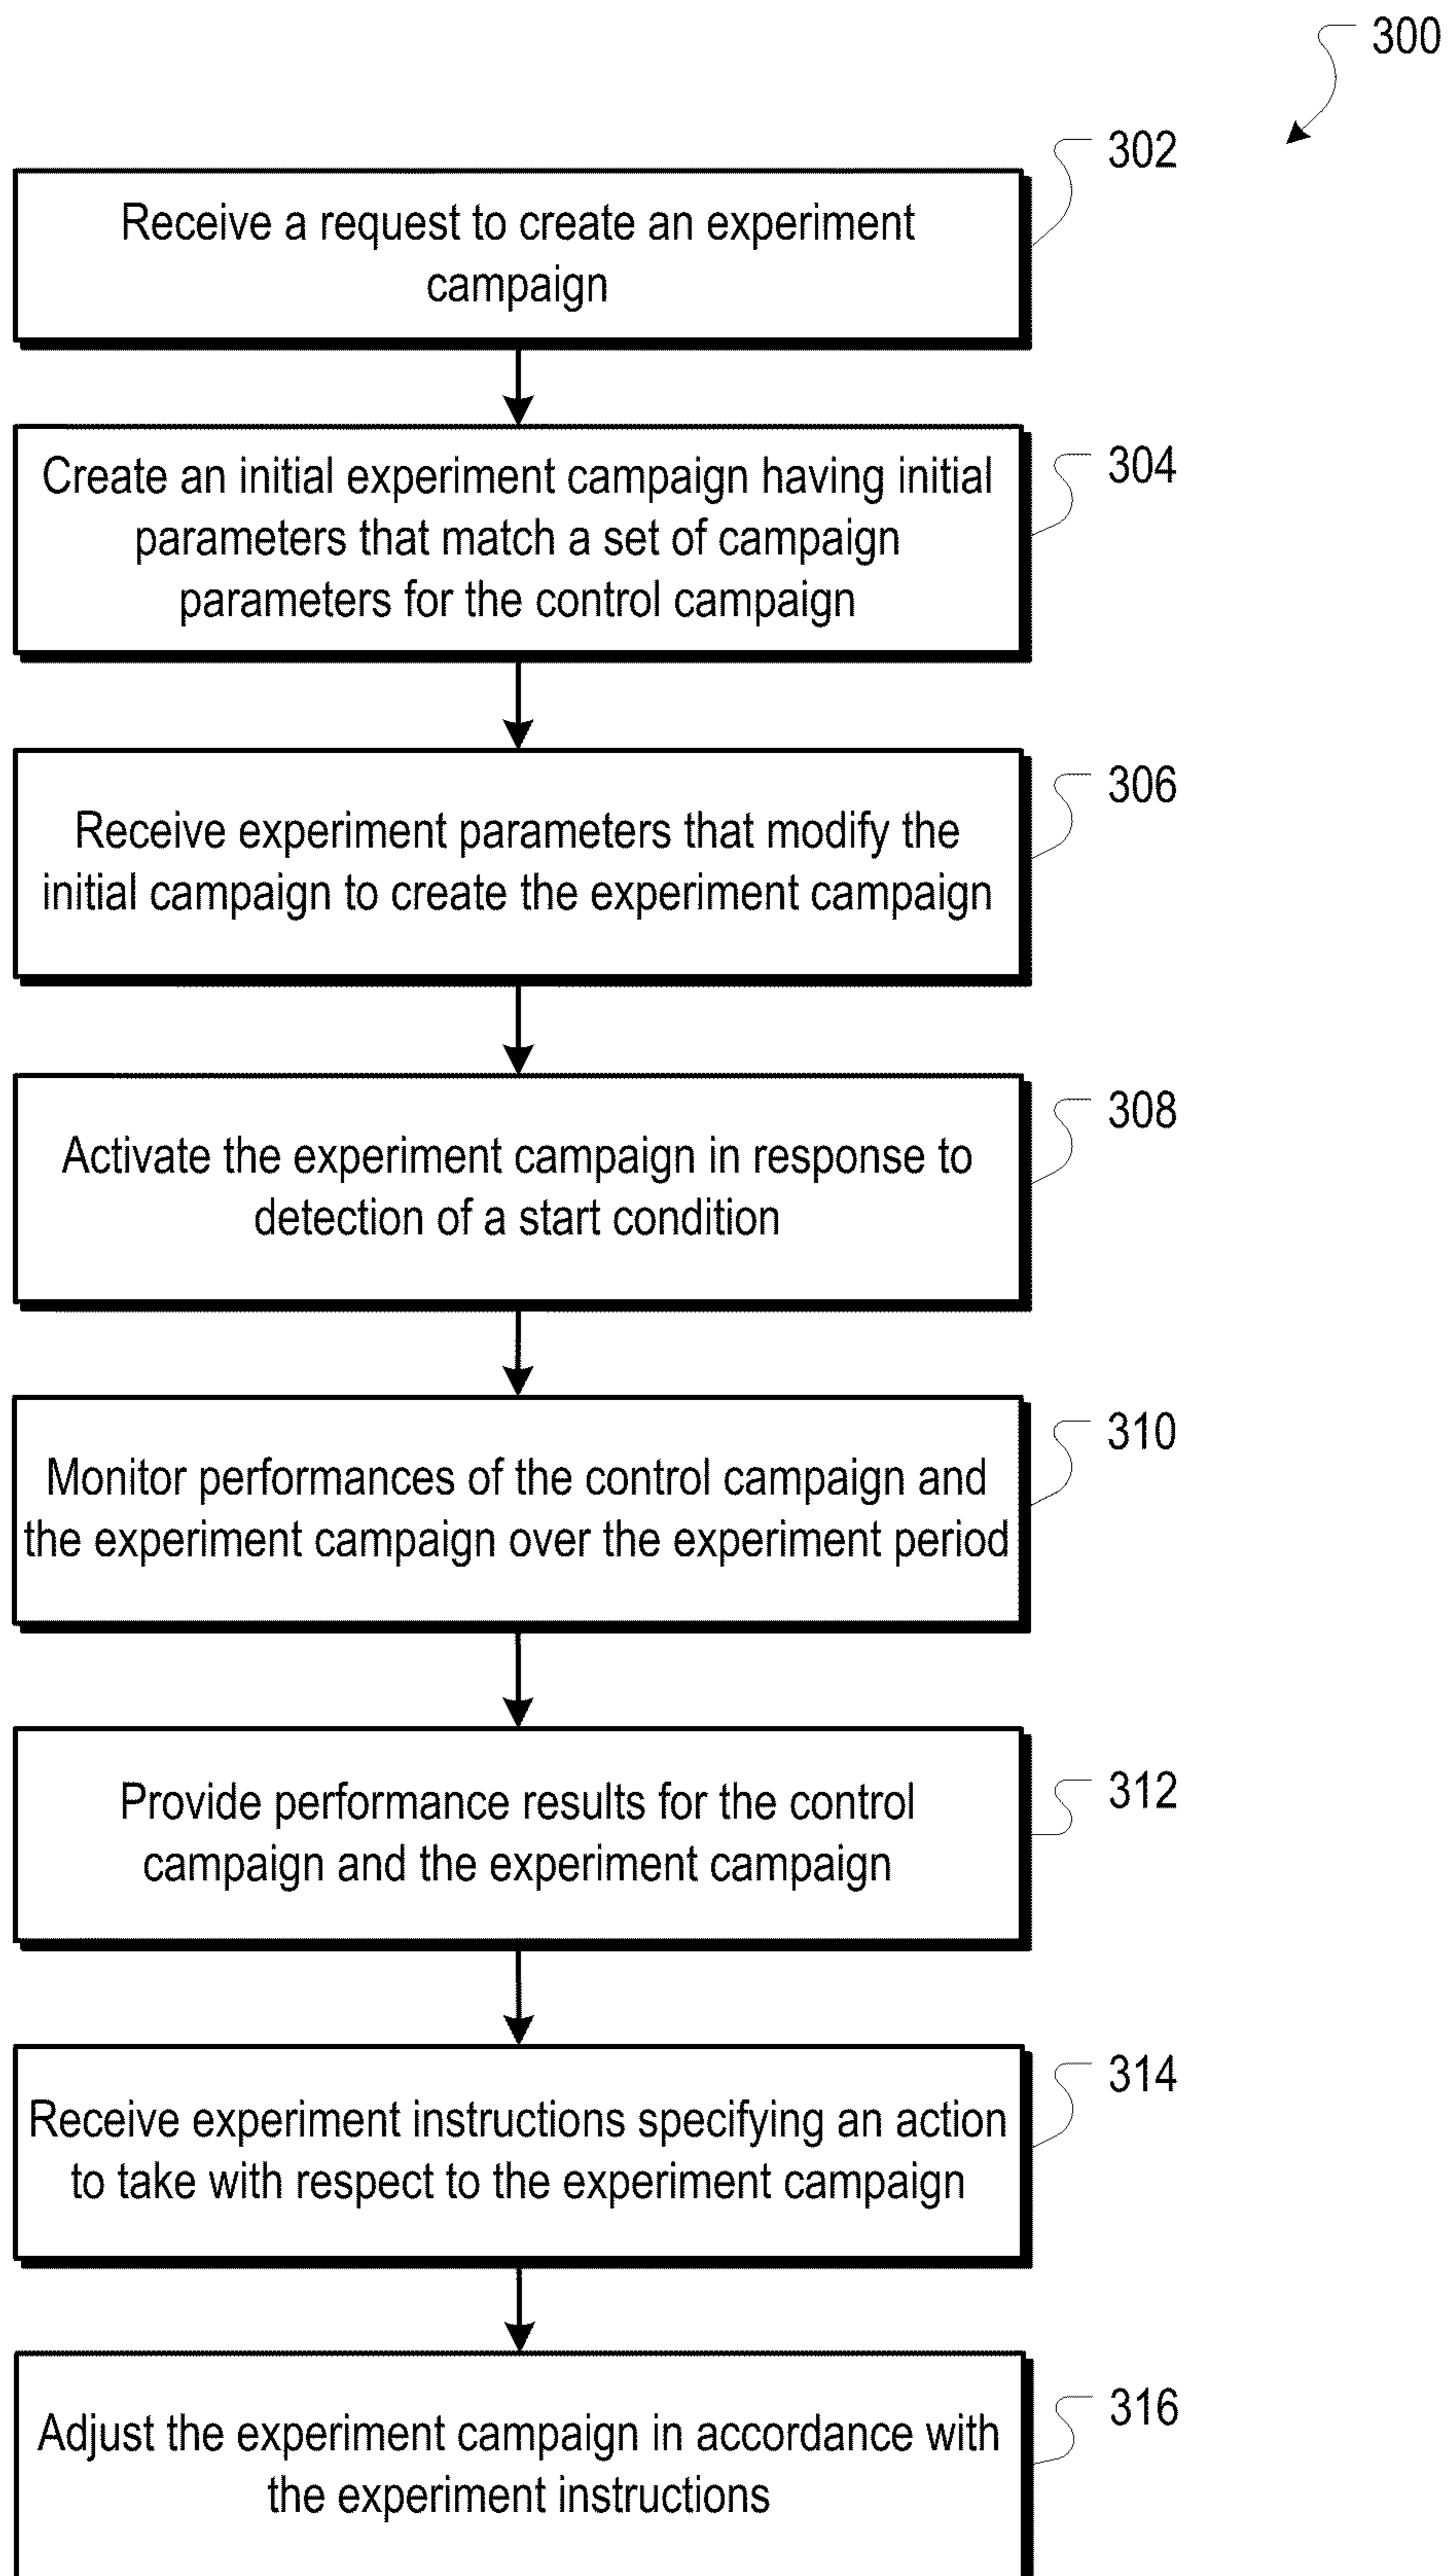 300
302
Receive a request to create an experiment
campaign
304
Create an initial experiment campaign having initial
parameters that match a set of campaign
parameters for the control campaign
306
Receive experiment parameters that modify the
initial campaign to create the experiment campaign
308
Activate the experiment campaign in response to
detection of a start condition
310
Monitor performances of the control campaign and
the experiment campaign over the experiment period
312
Provide performance results for the control
campaign and the experiment campaign
314
Receive experiment instructions specifying an action
to take with respect to the experiment campaign
316
Adjust the experiment campaign in accordance with
the experiment instructions